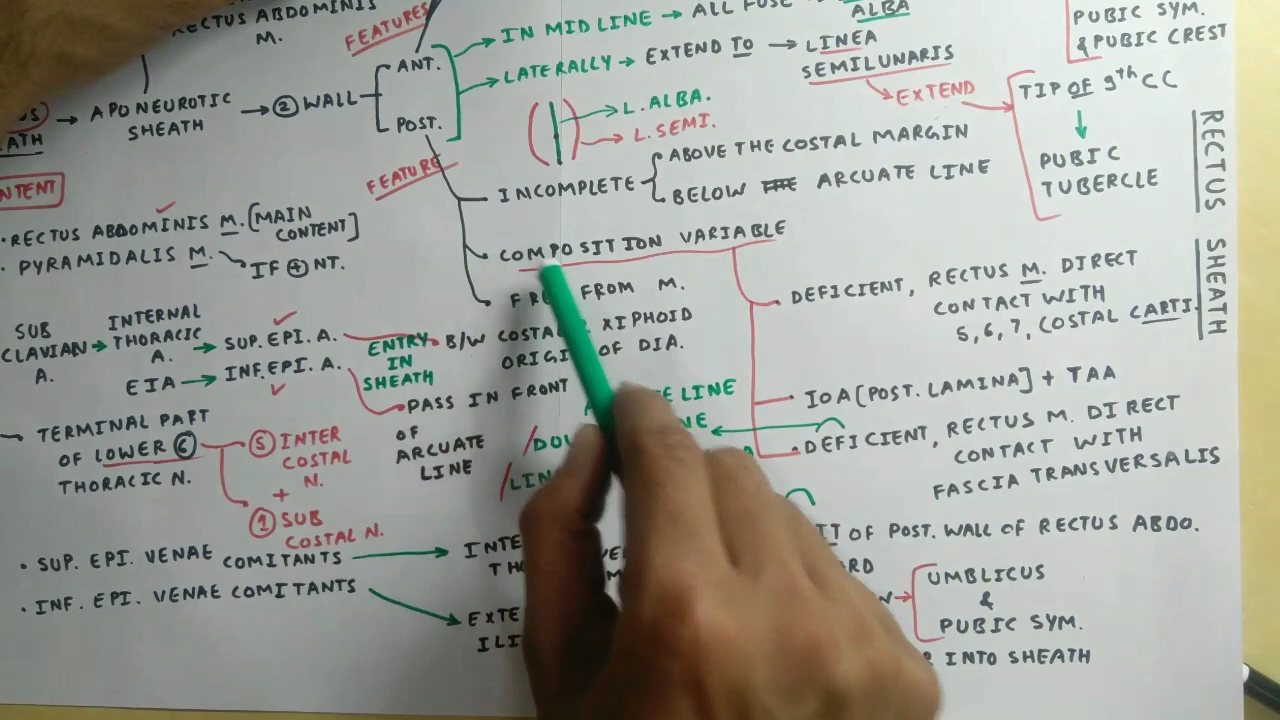 RECTUS ABDOMINIS
M.
FEATURES
ANT.
IN MID LINE → ALL FUSE
ALBA
LATERALLY → EXTEND TO → LINEA
SEMILUNARIS
EXTEND
PUBIC SYM.
& PUBIC CREST
TIP OF 9th CC
PUBIC
TUBERCLE
APONEUROTIC
SHEATH
→ ② WALL
POST.
L. ALBA.
L. SEMI.
FEATURE
INCOMPLETE
ABOVE THE COSTAL MARGIN
BELOW ARCUATE LINE
RECTUS SHEATH
• RECTUS ABDOMINIS M. [MAIN
CONTENT]
• PYRAMIDALIS M.
IF ⊕ NT.
COMPOSITION VARIABLE
FROM M.
DEFICIENT, RECTUS M. DIRECT
CONTACT WITH
5, 6, 7, COSTAL CARTI.
IOA [POST. LAMINA] + TAA
DEFICIENT, RECTUS M. DIRECT
CONTACT WITH
FASCIA TRANSVERSALIS
SUB
CLAVIAN
A.
→ INTERNAL
THORACIC
A.
→ SUP. EPI. A.
EIA → INF. EPI. A.
ENTRY
IN
SHEATH
B/W XIPHOID
OF DIA.
PASS IN FRONT
OF
ARCUATE
LINE
LINE
TERMINAL PART
OF LOWER ⑥
THORACIC N.
⑤ INTER
COSTAL
N.
+
① SUB
COSTAL N.
OF POST. WALL OF RECTUS ABDO.
UMBLICUS
&
PUBIC SYM.
INTO SHEATH
• SUP. EPI. VENAE COMITANTS
• INF. EPI. VENAE COMITANTS